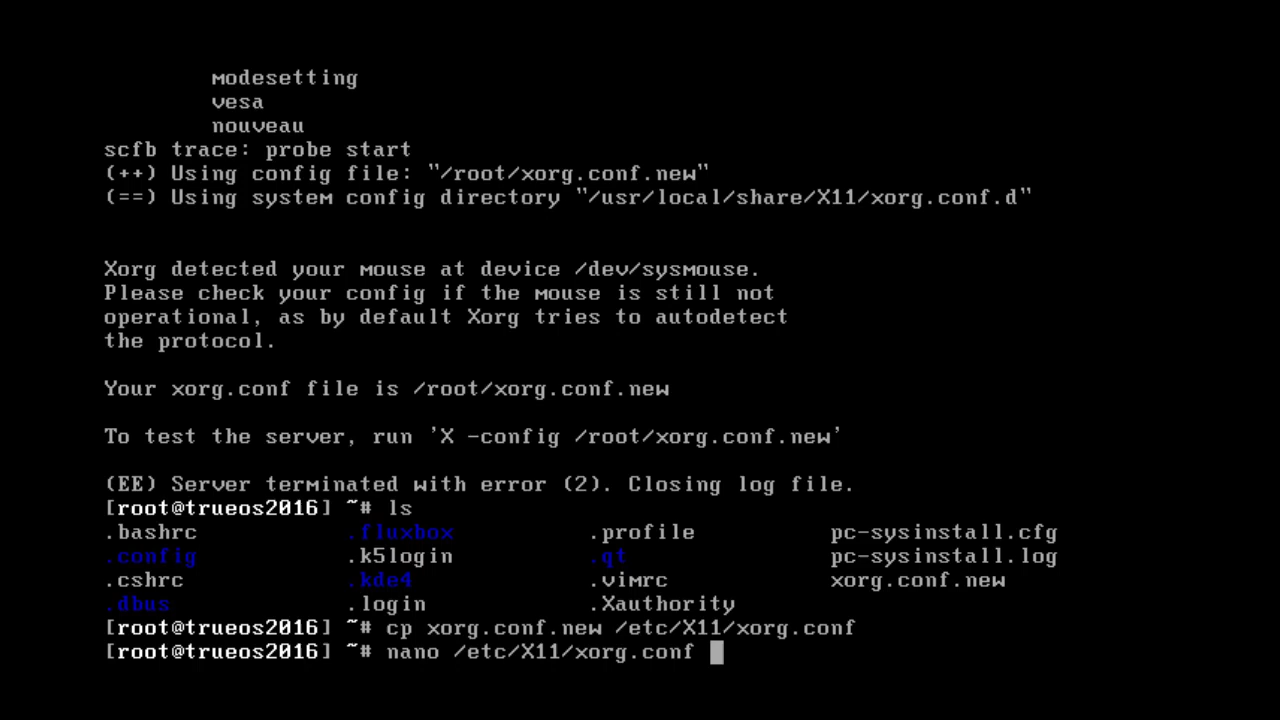 modesetting
vesa
nouveau
scfb trace: probe start
(++) Using config file: "/root/xorg.conf.new"
(==) Using system config directory "/usr/local/share/X11/xorg.conf.d"
Xorg detected your mouse at device /dev/sysmouse.
Please check your config if the mouse is still not
operational, as by default Xorg tries to autodetect
the protocol.
Your xorg.conf file is /root/xorg.conf.new
To test the server, run 'X -config /root/xorg.conf.new'
(EE) Server terminated with error (2). Closing log file.
[root@trueos2016] ~# ls
.bashrc .fluxbox .profile pc-sysinstall.cfg
.config .k5login .qt pc-sysinstall.log
.cshrc .kde4 .vimrc xorg.conf.new
.dbus .login .Xauthority
[root@trueos2016] ~# cp xorg.conf.new /etc/X11/xorg.conf
[root@trueos2016] ~# nano /etc/X11/xorg.conf